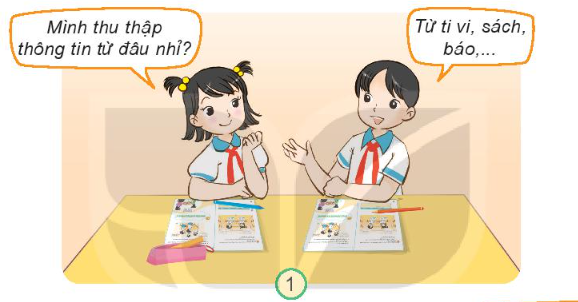 Mình thu thập
thông tin từ đâu nhỉ?
Từ ti vi, sách,
báo,...
1